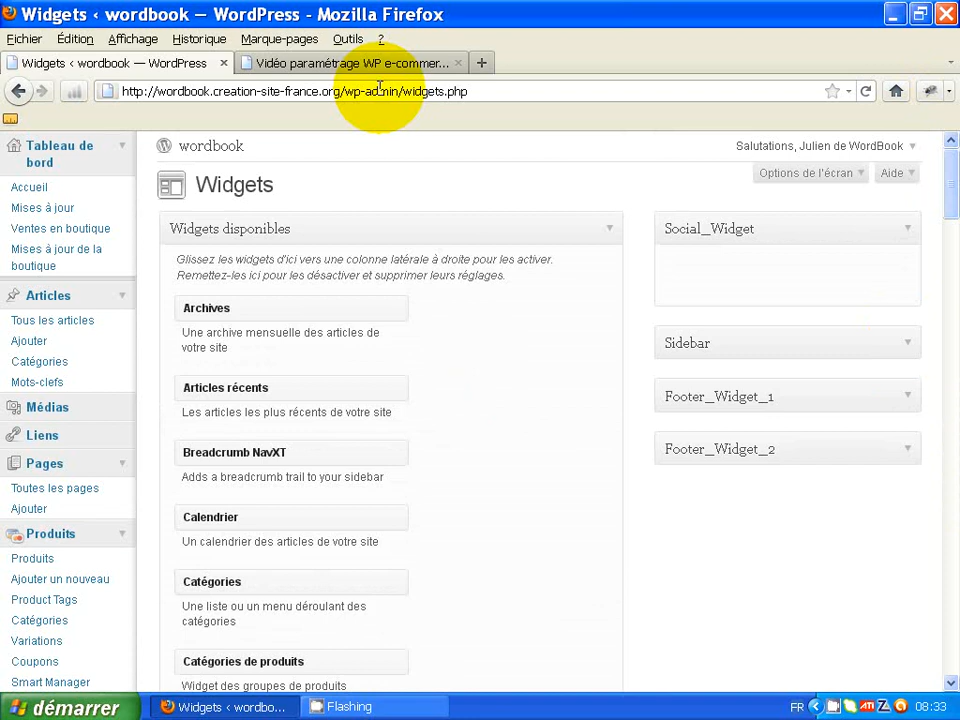 Widgets ‹ wordbook — WordPress - Mozilla Firefox
Fichier Édition Affichage Historique Marque-pages Outils ?
Widgets ‹ wordbook — WordPress
Vidéo paramétrage WP e-commer...
http://wordbook.creation-site-france.org/wp-admin/widgets.php
Tableau de bord
Accueil
Mises à jour
Ventes en boutique
Mises à jour de la
boutique
Articles
Tous les articles
Ajouter
Catégories
Mots-clefs
Médias
Liens
Pages
Toutes les pages
Ajouter
Produits
Produits
Ajouter un nouveau
Product Tags
Catégories
Variations
Coupons
Smart Manager
wordbook
Salutations, Julien de WordBook
Widgets
Options de l'écran
Aide
Widgets disponibles
Glissez les widgets d'ici vers une colonne latérale à droite pour les activer.
Remettez-les ici pour les désactiver et supprimer leurs réglages.
Archives
Une archive mensuelle des articles de
votre site
Articles récents
Les articles les plus récents de votre site
Breadcrumb NavXT
Adds a breadcrumb trail to your sidebar
Calendrier
Un calendrier des articles de votre site
Catégories
Une liste ou un menu déroulant des
catégories
Catégories de produits
Widget des groupes de produits
Social_Widget
Sidebar
Footer_Widget_1
Footer_Widget_2
démarrer
Widgets ‹ wordbo...
Flashing
FR
08:33